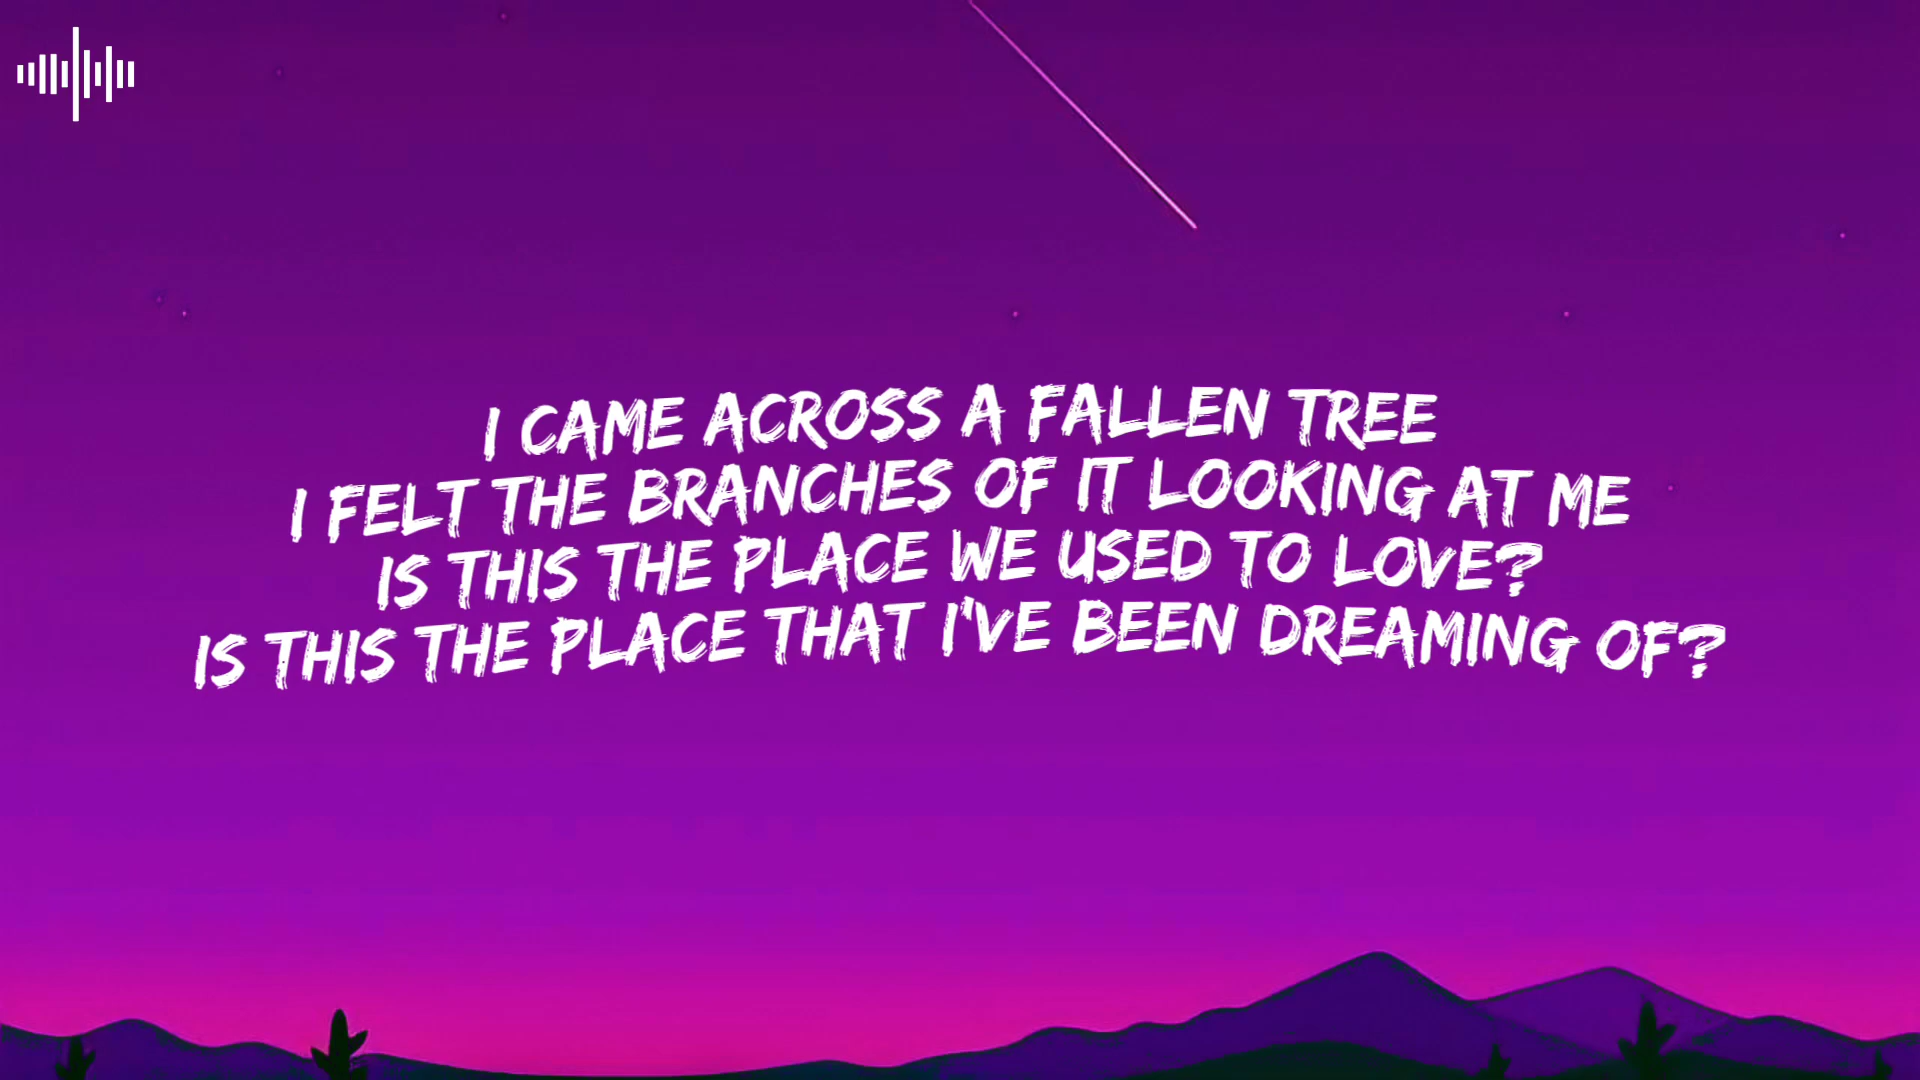 I CAME ACROSS A FALLEN TREE
I FELT THE BRANCHES OF IT LOOKING AT ME
IS THIS THE PLACE WE USED TO LOVE?
IS THIS THE PLACE THAT I'VE BEEN DREAMING OF?